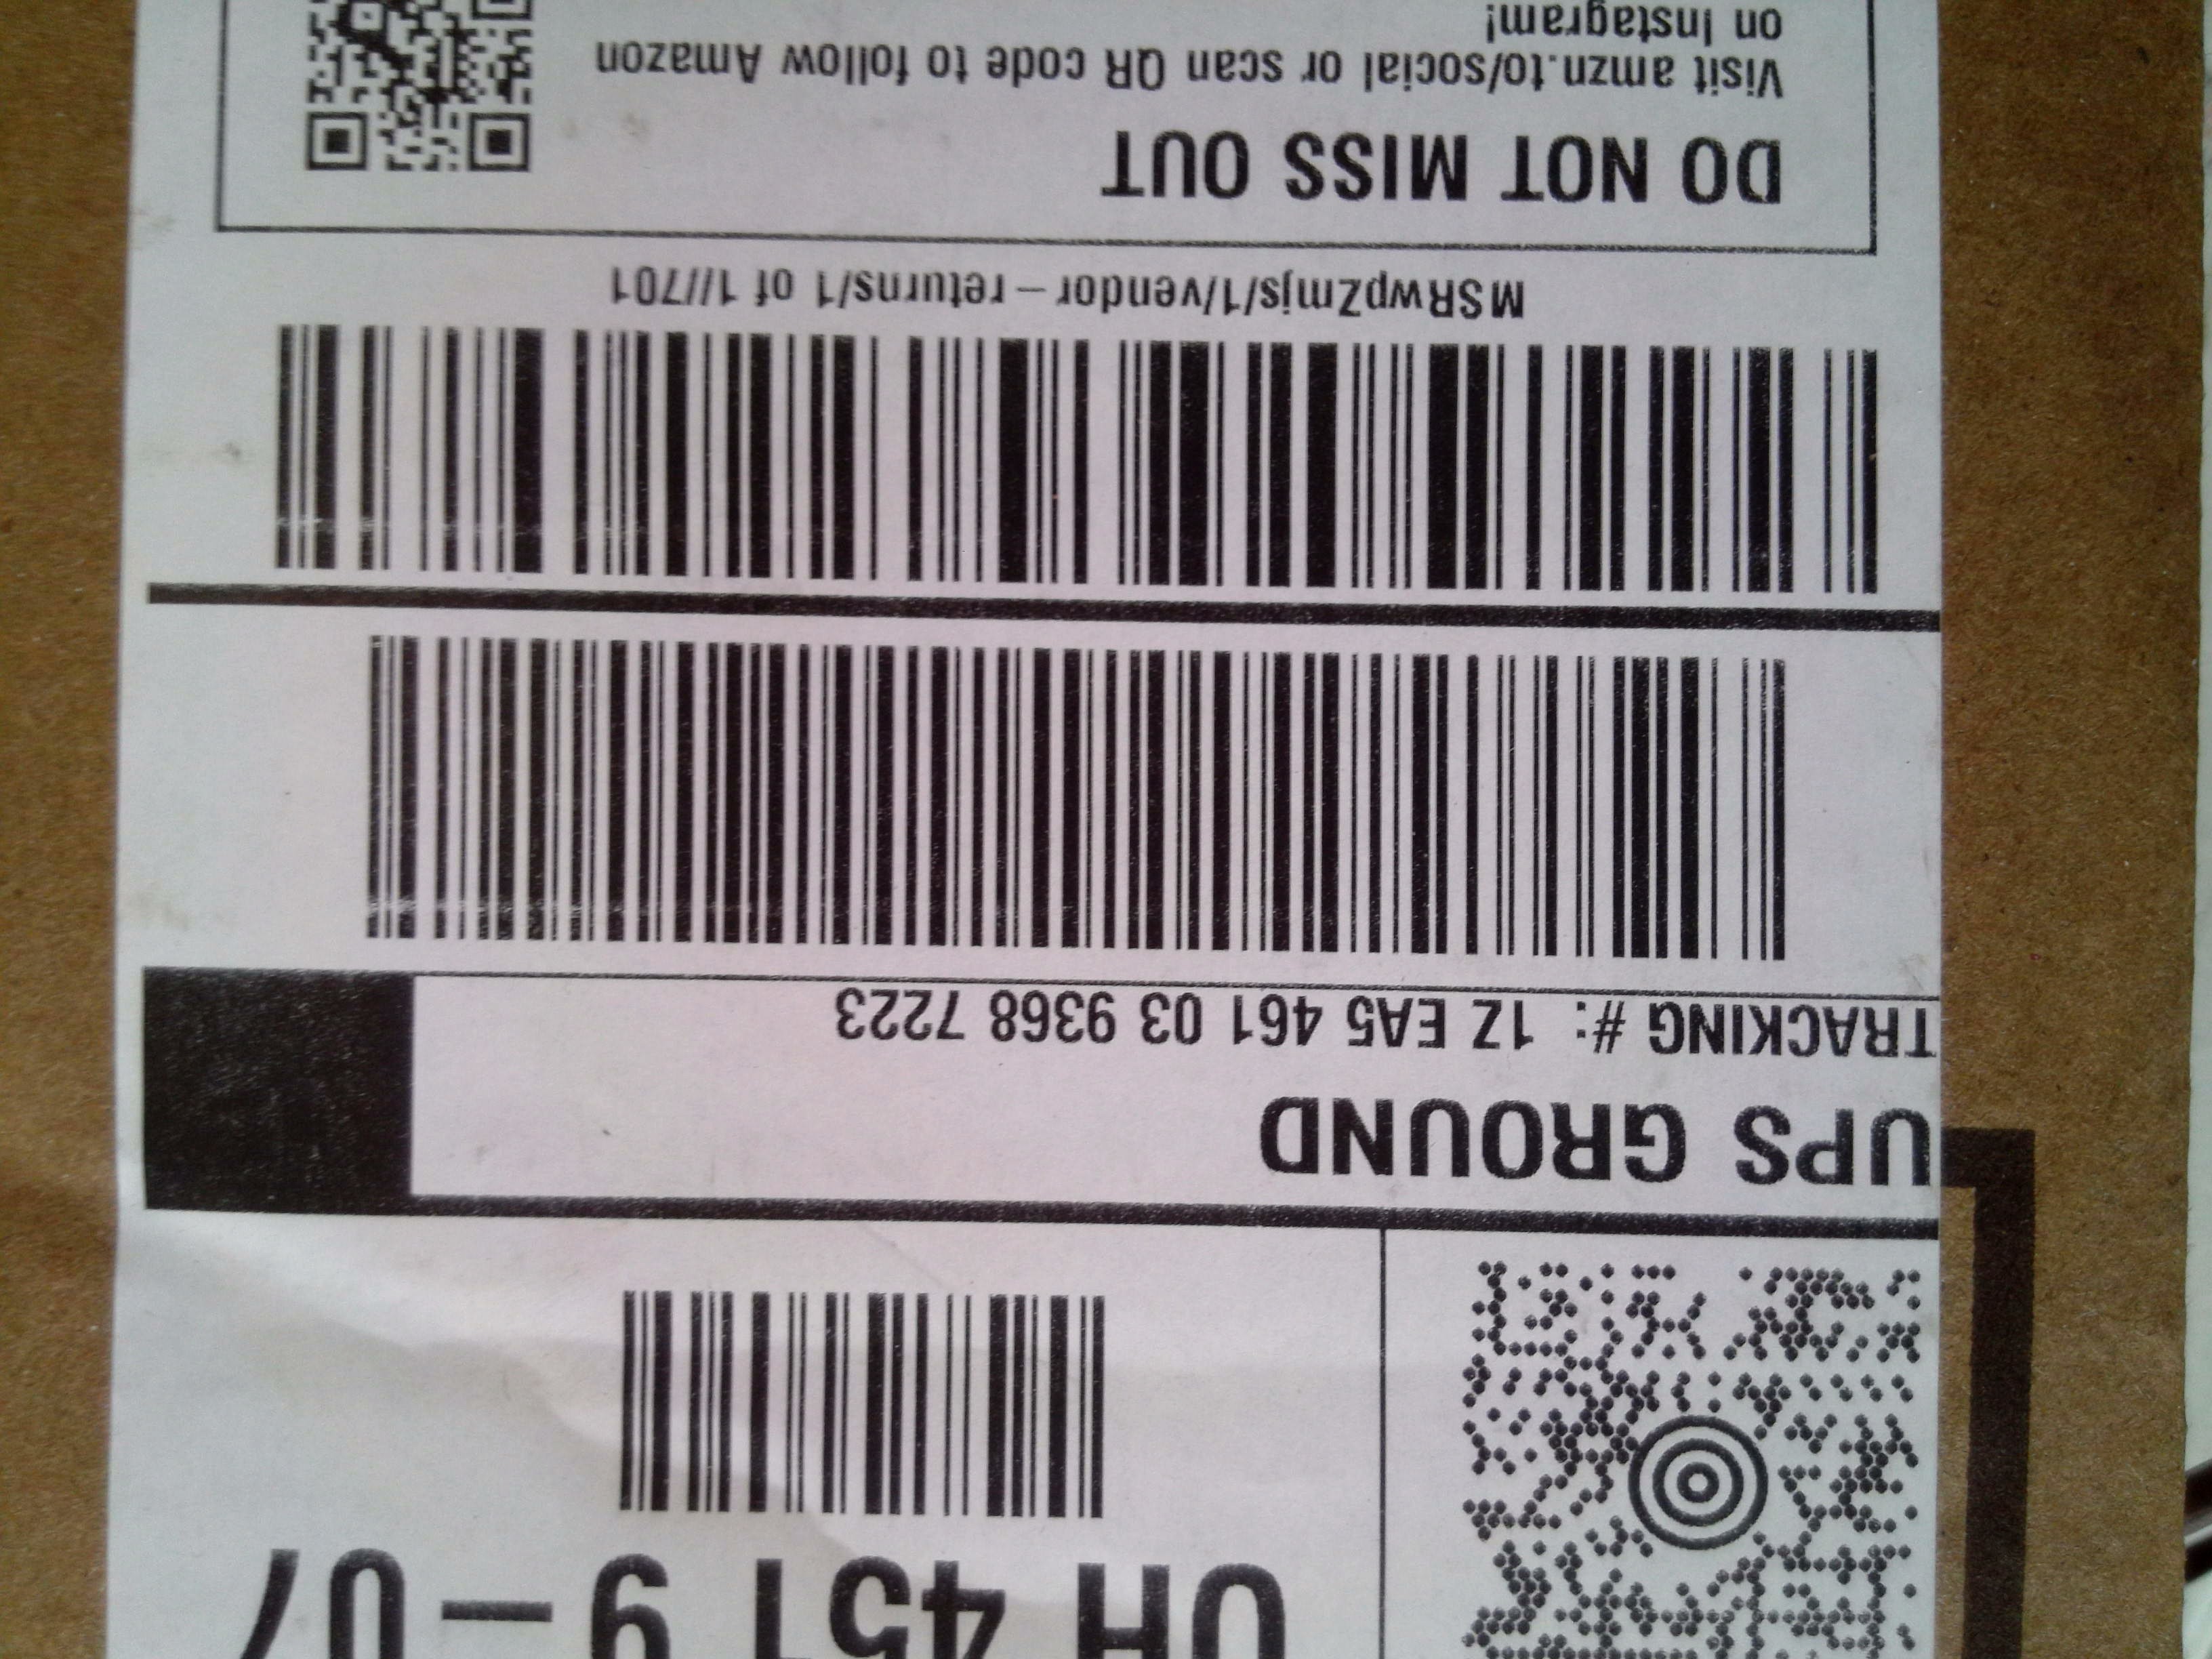 OH 451 9-07
UPS GROUND
TRACKING #: 1Z EA5 461 03 9368 7223
MSRwpZmjs/1/vendor-returns/1 of 1//701
DO NOT MISS OUT
Visit amzn.to/social or scan QR code to follow Amazon
on Instagram!